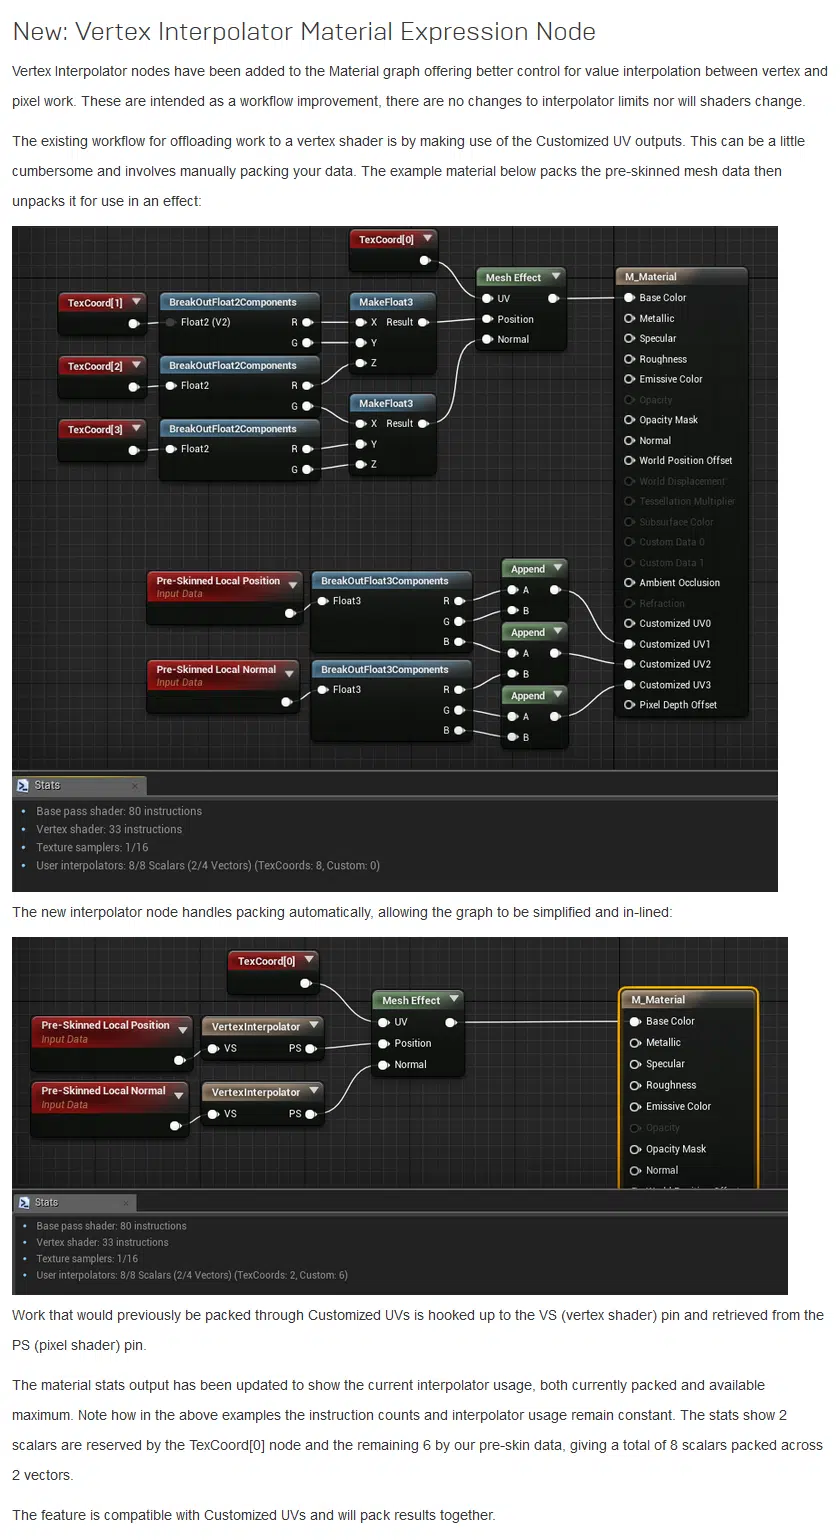 New: Vertex Interpolator Material Expression Node
Vertex Interpolator nodes have been added to the Material graph offering better control for value interpolation between vertex and
pixel work. These are intended as a workflow improvement, there are no changes to interpolator limits nor will shaders change.
The existing workflow for offloading work to a vertex shader is by making use of the Customized UV outputs. This can be a little
cumbersome and involves manually packing your data. The example material below packs the pre-skinned mesh data then
unpacks it for use in an effect:
TexCoord[0]
TexCoord[1]
TexCoord[2]
TexCoord[3]
BreakOutFloat2Components
Float2 (V2) R
G
BreakOutFloat2Components
Float2 R
G
BreakOutFloat2Components
Float2 R
G
MakeFloat3
X Result
Y
Z
MakeFloat3
X Result
Y
Z
Mesh Effect
UV
Position
Normal
M_Material
Base Color
Metallic
Specular
Roughness
Emissive Color
Opacity
Opacity Mask
Normal
World Position Offset
World Displacement
Tessellation Multiplier
Subsurface Color
Custom Data 0
Custom Data 1
Ambient Occlusion
Refraction
Customized UV0
Customized UV1
Customized UV2
Customized UV3
Pixel Depth Offset
Pre-Skinned Local Position
Input Data
Pre-Skinned Local Normal
Input Data
BreakOutFloat3Components
Float3 R
G
B
BreakOutFloat3Components
Float3 R
G
B
Append
A
B
Append
A
B
Append
A
B
Stats
Base pass shader: 80 instructions
Vertex shader: 33 instructions
Texture samplers: 1/16
User interpolators: 8/8 Scalars (2/4 Vectors) (TexCoords: 8, Custom: 0)
The new interpolator node handles packing automatically, allowing the graph to be simplified and in-lined:
TexCoord[0]
Pre-Skinned Local Position
Input Data
Pre-Skinned Local Normal
Input Data
VertexInterpolator
VS PS
VertexInterpolator
VS PS
Mesh Effect
UV
Position
Normal
M_Material
Base Color
Metallic
Specular
Roughness
Emissive Color
Opacity
Opacity Mask
Normal
Stats
Base pass shader: 80 instructions
Vertex shader: 33 instructions
Texture samplers: 1/16
User interpolators: 8/8 Scalars (2/4 Vectors) (TexCoords: 2, Custom: 6)
Work that would previously be packed through Customized UVs is hooked up to the VS (vertex shader) pin and retrieved from the
PS (pixel shader) pin.
The material stats output has been updated to show the current interpolator usage, both currently packed and available
maximum. Note how in the above examples the instruction counts and interpolator usage remain constant. The stats show 2
scalars are reserved by the TexCoord[0] node and the remaining 6 by our pre-skin data, giving a total of 8 scalars packed across
2 vectors.
The feature is compatible with Customized UVs and will pack results together.